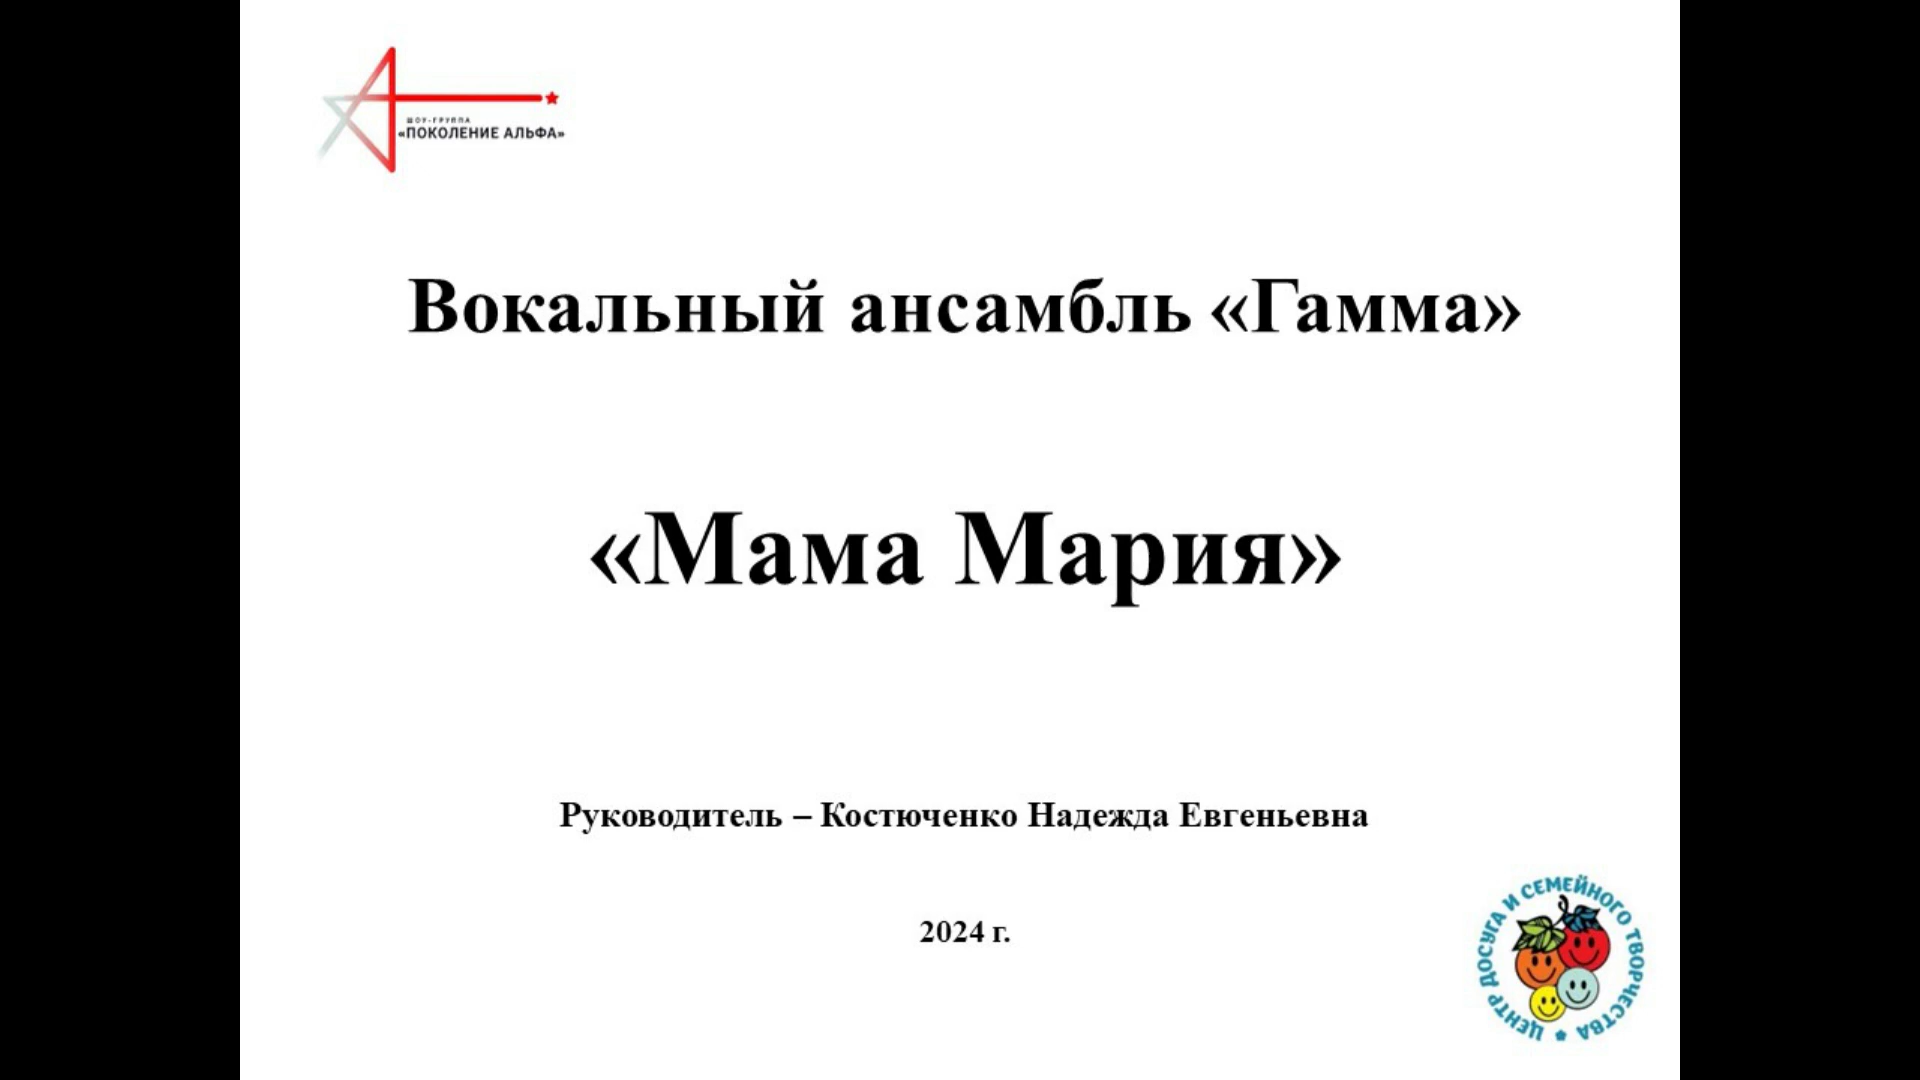 ШОУ-ГРУППА
«ПОКОЛЕНИЕ АЛЬФА»
Вокальный ансамбль «Гамма»
«Мама Мария»
Руководитель – Костюченко Надежда Евгеньевна
2024 г.
ЦЕНТР ДОСУГА И СЕМЕЙНОГО ТВОРЧЕСТВА